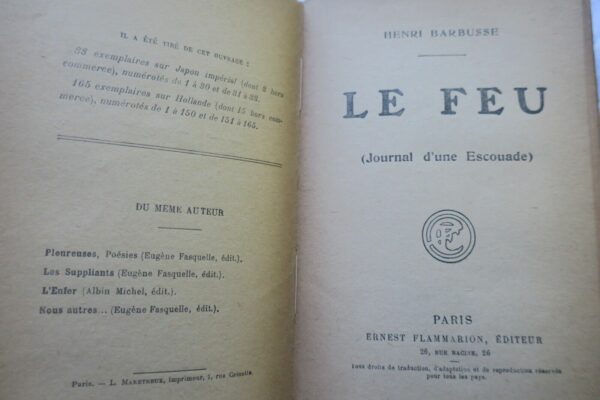 IL A ÉTÉ TIRÉ DE CET OUVRAGE :
38 exemplaires sur Japon impérial (dont 8 hors
commerce), numérotés de 1 à 30 et de 31 à 38.
165 exemplaires sur Hollande (dont 15 hors com-
merce), numérotés de 1 à 150 et de 151 à 165.
DU MÊME AUTEUR
Pleureuses, Poésies (Eugène Fasquelle, édit.).
Les Suppliants (Eugène Fasquelle, édit.).
L'Enfer (Albin Michel, édit.).
Nous autres... (Eugène Fasquelle, édit.).
Paris. — L. MARETHEUX, imprimeur, 1, rue Cassette.
HENRI BARBUSSE
LE FEU
(Journal d'une Escouade)
PARIS
ERNEST FLAMMARION, ÉDITEUR
26, RUE RACINE, 26
Tous droits de traduction, d'adaptation et de reproduction réservés
pour tous les pays.